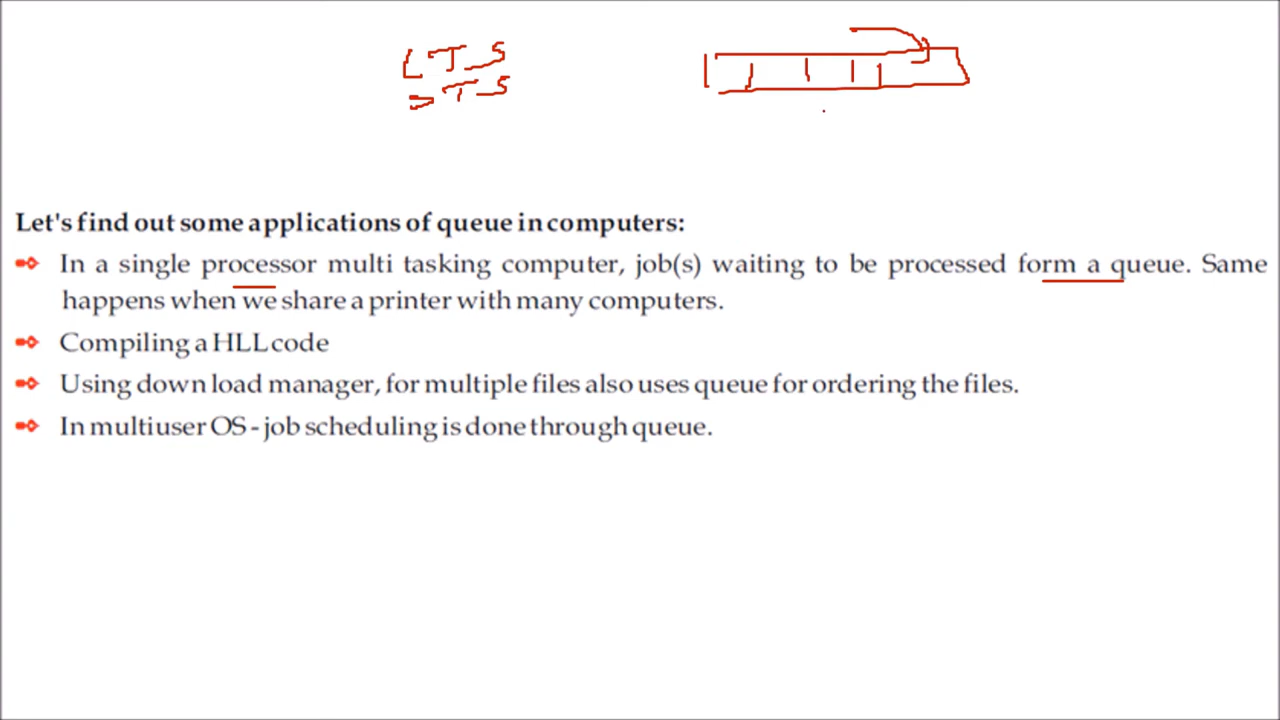 LTS
STS
Let's find out some applications of queue in computers:
In a single processor multi tasking computer, job(s) waiting to be processed form a queue. Same
happens when we share a printer with many computers.
Compiling a HLL code
Using down load manager, for multiple files also uses queue for ordering the files.
In multiuser OS - job scheduling is done through queue.